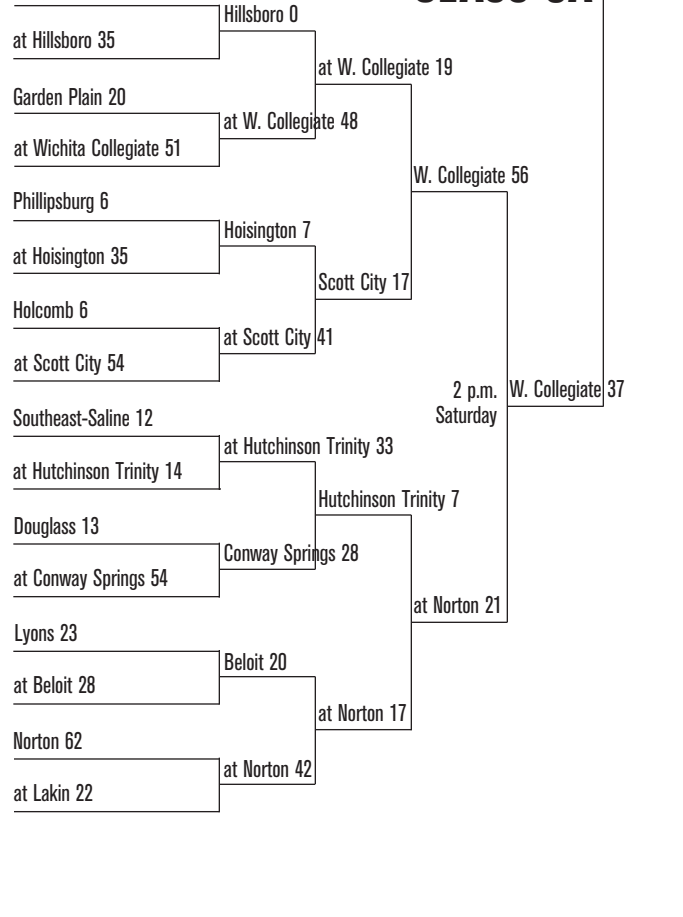 Hillsboro 0
at Hillsboro 35
at W. Collegiate 19
Garden Plain 20
at W. Collegiate 48
at Wichita Collegiate 51
W. Collegiate 56
Phillipsburg 6
Hoisington 7
at Hoisington 35
Scott City 17
Holcomb 6
at Scott City 41
at Scott City 54
2 p.m.
Saturday
W. Collegiate 37
Southeast-Saline 12
at Hutchinson Trinity 33
at Hutchinson Trinity 14
Hutchinson Trinity 7
Douglass 13
Conway Springs 28
at Conway Springs 54
at Norton 21
Lyons 23
Beloit 20
at Beloit 28
at Norton 17
Norton 62
at Norton 42
at Lakin 22